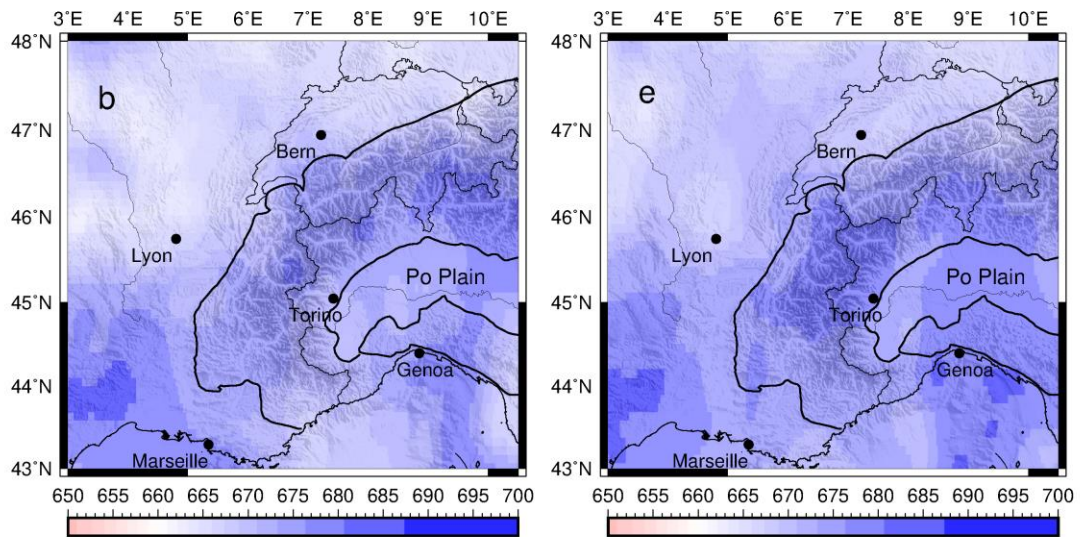 3˚E 4˚E 5˚E 6˚E 7˚E 8˚E 9˚E 10˚E 3˚E 4˚E 5˚E 6˚E 7˚E 8˚E 9˚E 10˚E
48˚N 48˚N
b e
47˚N 47˚N
Bern Bern
46˚N 46˚N
Lyon Lyon
Po Plain Po Plain
45˚N 45˚N
Torino Torino
44˚N 44˚N
Genoa Genoa
Marseille Marseille
43˚N 43˚N
650 655 660 665 670 675 680 685 690 695 700 650 655 660 665 670 675 680 685 690 695 700